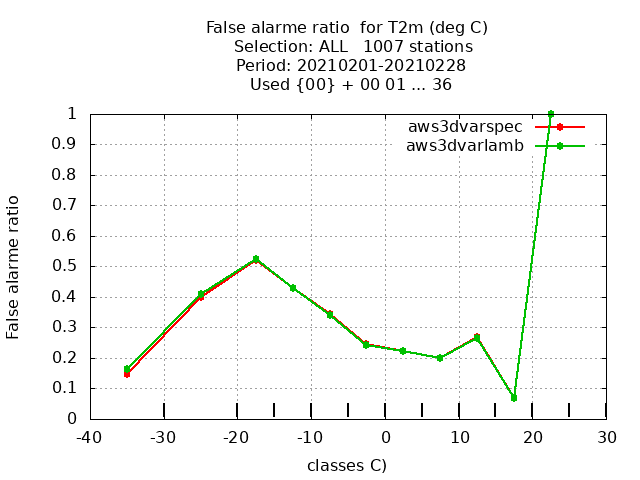 False alarme ratio  for T2m (deg C)
Selection: ALL   1007 stations
Period: 20210201-20210228
Used {00} + 00 01 ... 36
aws3dvarspec
aws3dvarlamb
False alarme ratio
1
0.9
0.8
0.7
0.6
0.5
0.4
0.3
0.2
0.1
0
-40 -30 -20 -10 0 10 20 30
classes C)